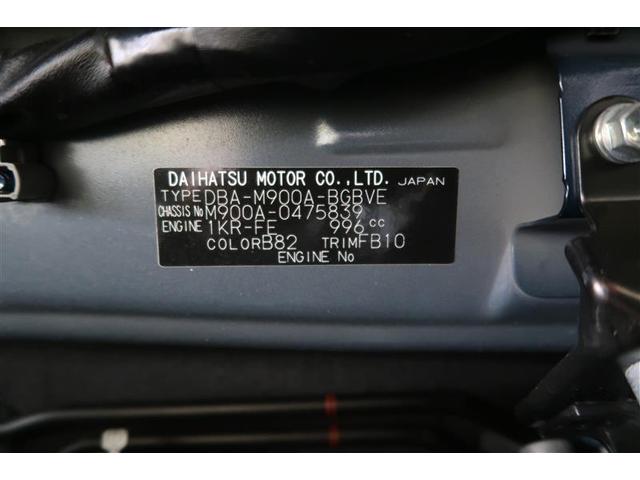 DAIHATSU MOTOR CO.,LTD. JAPAN
TYPE DBA-M900A-BGBVE
CHASSIS No M900A-0475839
ENGINE 1KR-FE 996 cc
COLOR B82 TRIM FB10
ENGINE No